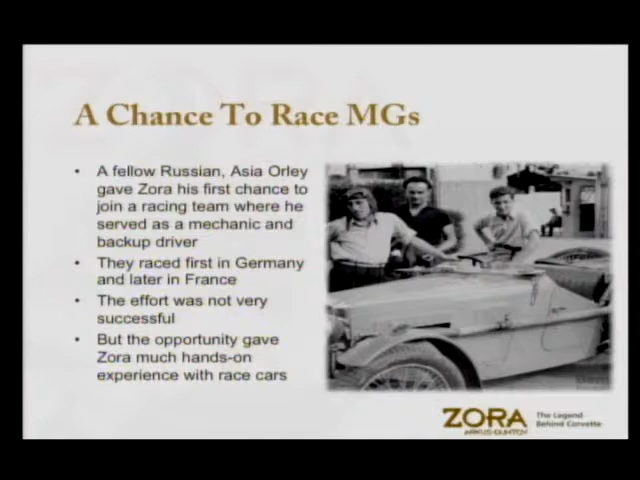 A Chance To Race MGs
• A fellow Russian, Asia Orley
gave Zora his first chance to
join a racing team where he
served as a mechanic and
backup driver
• They raced first in Germany
and later in France
• The effort was not very
successful
• But the opportunity gave
Zora much hands-on
experience with race cars
ZORA
ARKUS-DUNTOV
The Legend
Behind Corvette